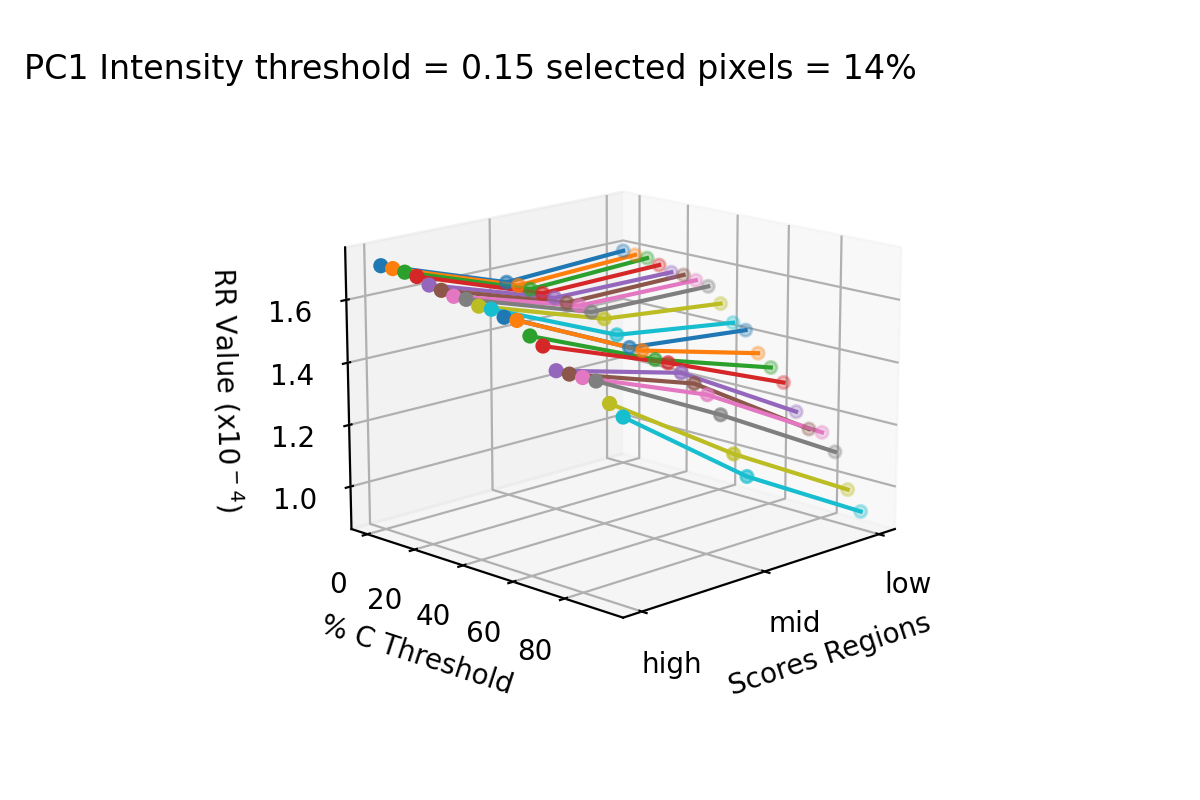 PC1 Intensity threshold = 0.15 selected pixels = 14%
RR Value (x10⁻⁴)
1.6
1.4
1.2
1.0
0
20
40
60
80
% C Threshold
high
mid
low
Scores Regions